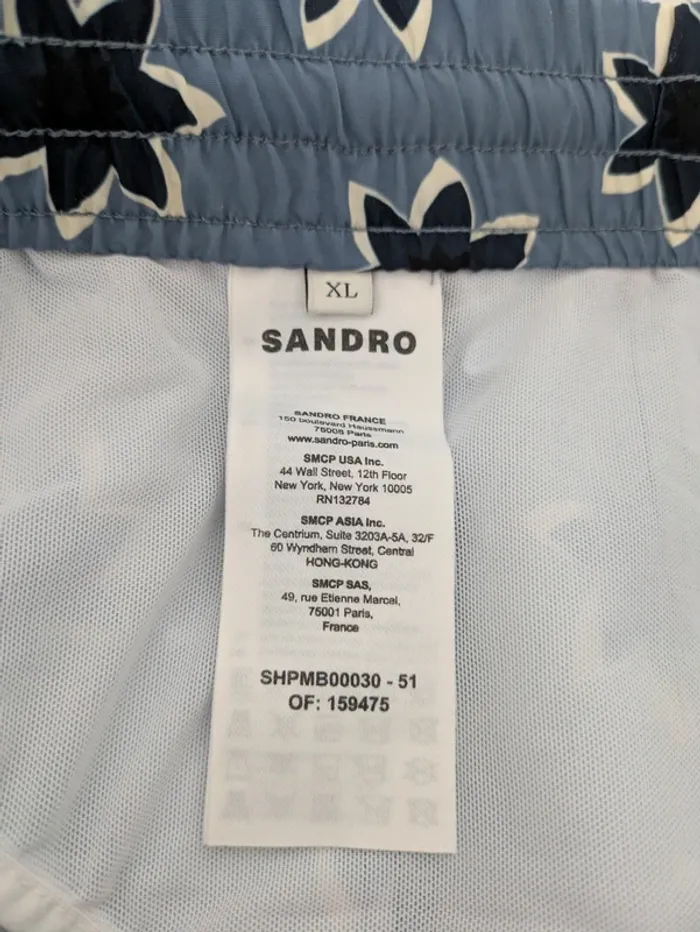 XL
SANDRO
SANDRO FRANCE
150 boulevard Haussmann
75008 Paris
www.sandro-paris.com
SMCP USA Inc.
44 Wall Street, 12th Floor
New York, New York 10005
RN132784
SMCP ASIA Inc.
The Centrium, Suite 3203A-5A, 32/F
60 Wyndham Street, Central
HONG-KONG
SMCP SAS,
49, rue Etienne Marcel,
75001 Paris,
France
SHPMB00030 - 51
OF: 159475